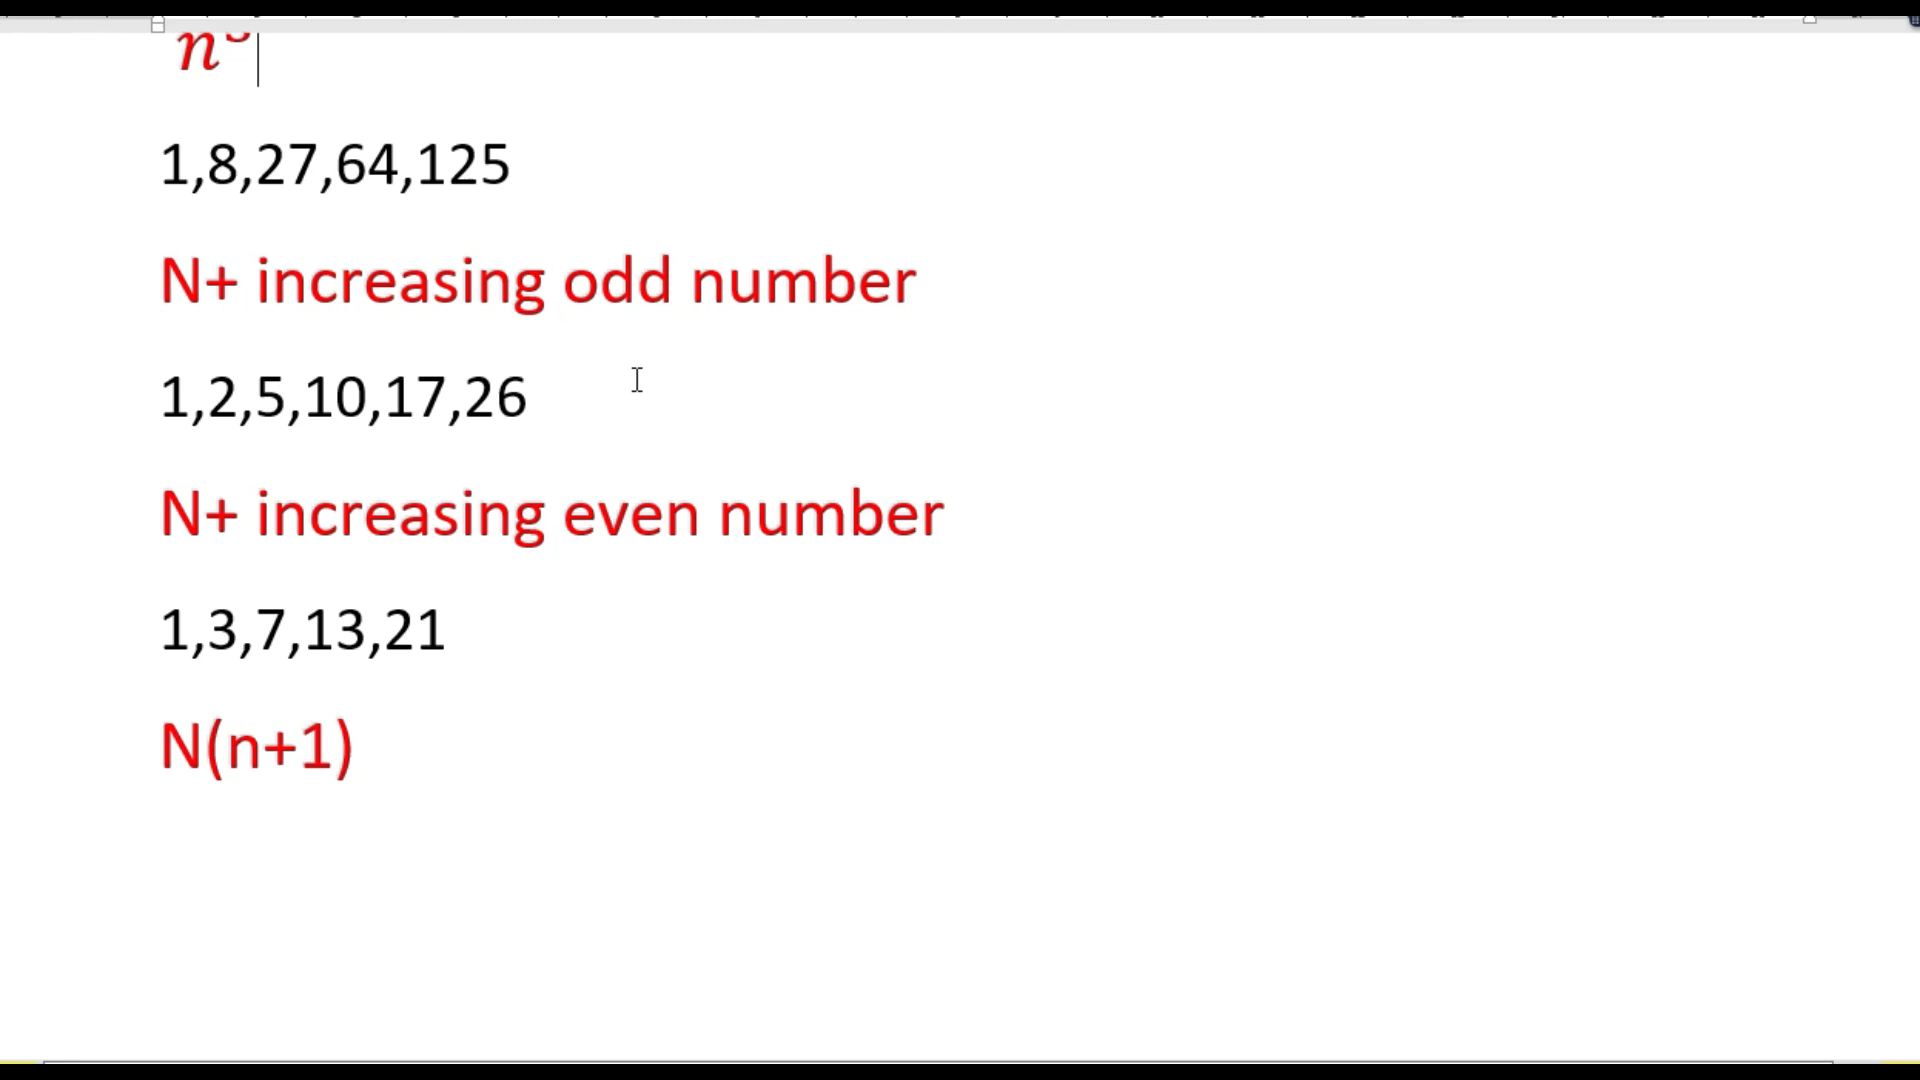 n³
1,8,27,64,125
N+ increasing odd number
1,2,5,10,17,26
N+ increasing even number
1,3,7,13,21
N(n+1)